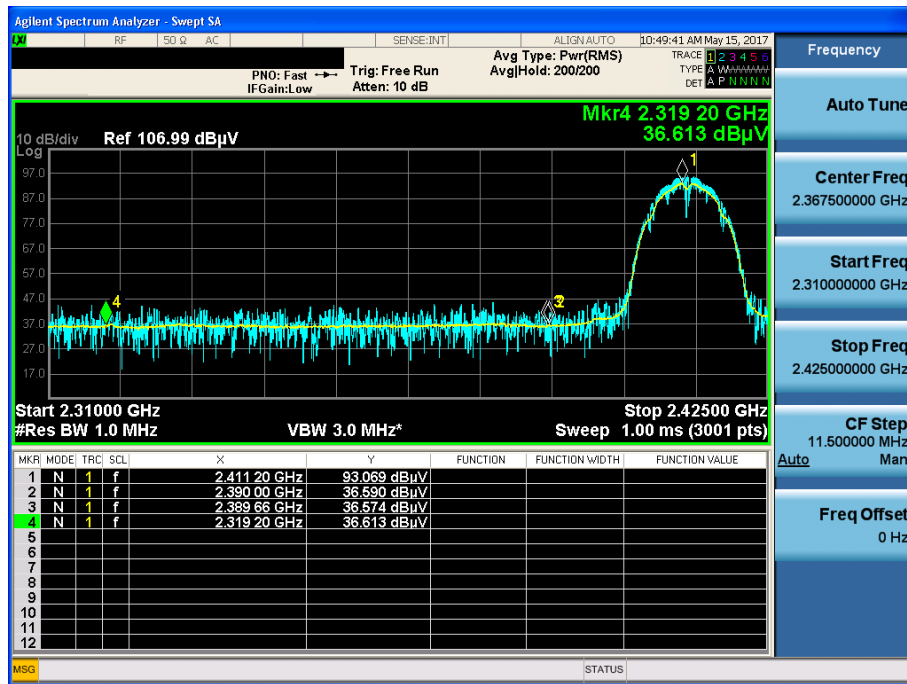 Agilent Spectrum Analyzer - Swept SA
LXI RF 50 Ω AC SENSE:INT ALIGN AUTO 10:49:41 AM May 15, 2017
Avg Type: Pwr(RMS) TRACE 1 2 3 4 5 6
PNO: Fast Trig: Free Run Avg|Hold: 200/200 TYPE A WWWWW
IFGain:Low Atten: 10 dB DET A P N N N N
Mkr4 2.319 20 GHz
36.613 dBµV
10 dB/div Ref 106.99 dBµV
Log
97.0
87.0
77.0
67.0
57.0
47.0
37.0
27.0
17.0
1
4
3
Start 2.31000 GHz Stop 2.42500 GHz
#Res BW 1.0 MHz VBW 3.0 MHz* Sweep 1.00 ms (3001 pts)
MKR MODE TRC SCL X Y FUNCTION FUNCTION WIDTH FUNCTION VALUE
1 N 1 f 2.411 20 GHz 93.069 dBµV
2 N 1 f 2.390 00 GHz 36.590 dBµV
3 N 1 f 2.389 66 GHz 36.574 dBµV
4 N 1 f 2.319 20 GHz 36.613 dBµV
5
6
7
8
9
10
11
12
MSG STATUS
Frequency
Auto Tune
Center Freq
2.367500000 GHz
Start Freq
2.310000000 GHz
Stop Freq
2.425000000 GHz
CF Step
11.500000 MHz
Auto Man
Freq Offset
0 Hz